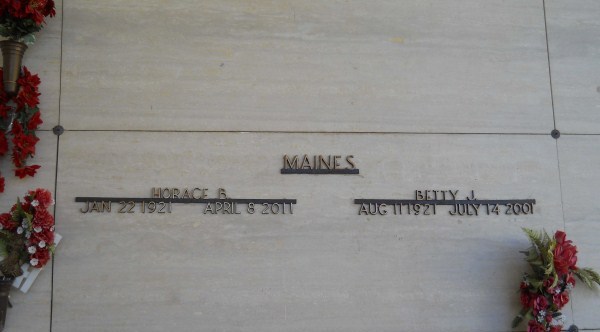 MAINES
HORACE B.
JAN 22 1921 APRIL 8 2011
BETTY J.
AUG 11 1921 JULY 14 2001